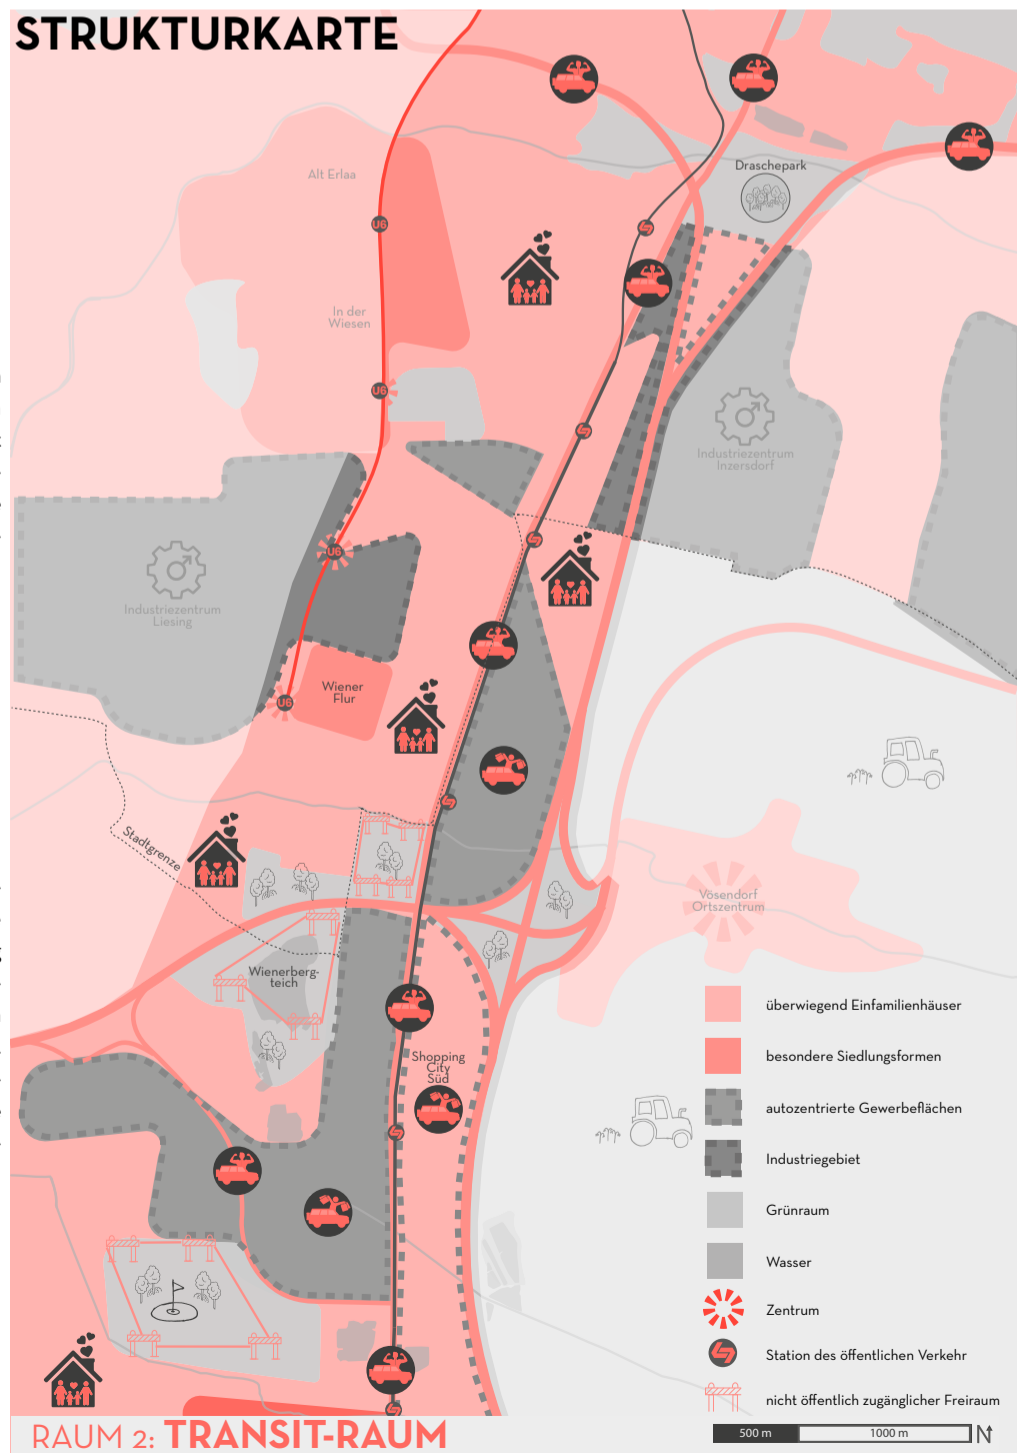 STRUKTURKARTE
Draschepark
Alt Erlaa
U6
In der
Wiesen
U6
Industriezentrum
Inzersdorf
U6
Industriezentrum
Liesing
Wiener
Flur
U6
Stadtgrenze
Vösendorf
Ortszentrum
Wienerberg-
teich
Shopping
City
Süd
überwiegend Einfamilienhäuser
besondere Siedlungsformen
autozentrierte Gewerbeflächen
Industriegebiet
Grünraum
Wasser
Zentrum
Station des öffentlichen Verkehr
nicht öffentlich zugänglicher Freiraum
RAUM 2: TRANSIT-RAUM
500 m
1000 m
N